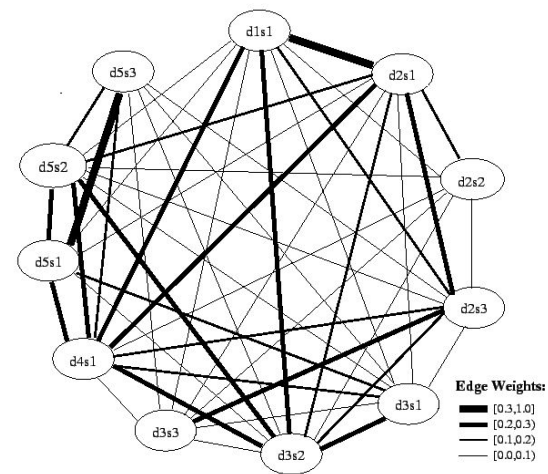 d1s1
d5s3
d2s1
d5s2
d2s2
d5s1
d2s3
d4s1
d3s1
d3s3
d3s2
Edge Weights:
[0.3,1.0]
[0.2,0.3)
[0.1,0.2)
[0.0,0.1)